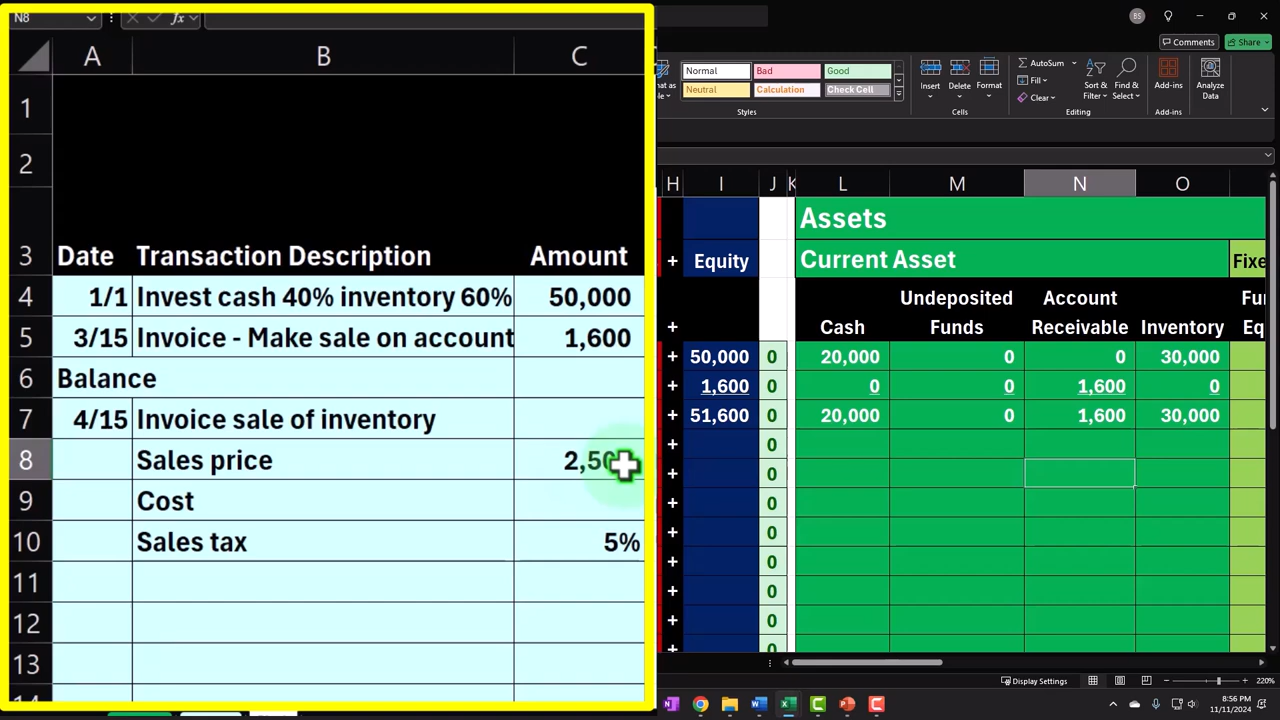 N8
fx
A B C
1
2
3 Date Transaction Description Amount
4 1/1 Invest cash 40% inventory 60% 50,000
5 3/15 Invoice - Make sale on account 1,600
6 Balance
7 4/15 Invoice sale of inventory
8 Sales price
9 Cost
10 Sales tax 5%
11
12
13
BS
Comments Share
Normal Bad Good
Neutral Calculation Check Cell
Styles
Insert Delete Format
Cells
AutoSum
Fill
Clear
Sort & Filter
Find & Select
Editing
Add-ins
Add-ins
Analyze Data
H I J K L M N O
Assets
+ Equity Current Asset
+ Undeposited Account
Cash Funds Receivable Inventory
+ 50,000 0 20,000 0 0 30,000
+ 1,600 0 0 0 1,600 0
+ 51,600 0 20,000 0 1,600 30,000
+ 0
+ 0
+ 0
+ 0
+ 0
+ 0
+ 0
+ 0
Display Settings 220%
8:56 PM
11/11/2024